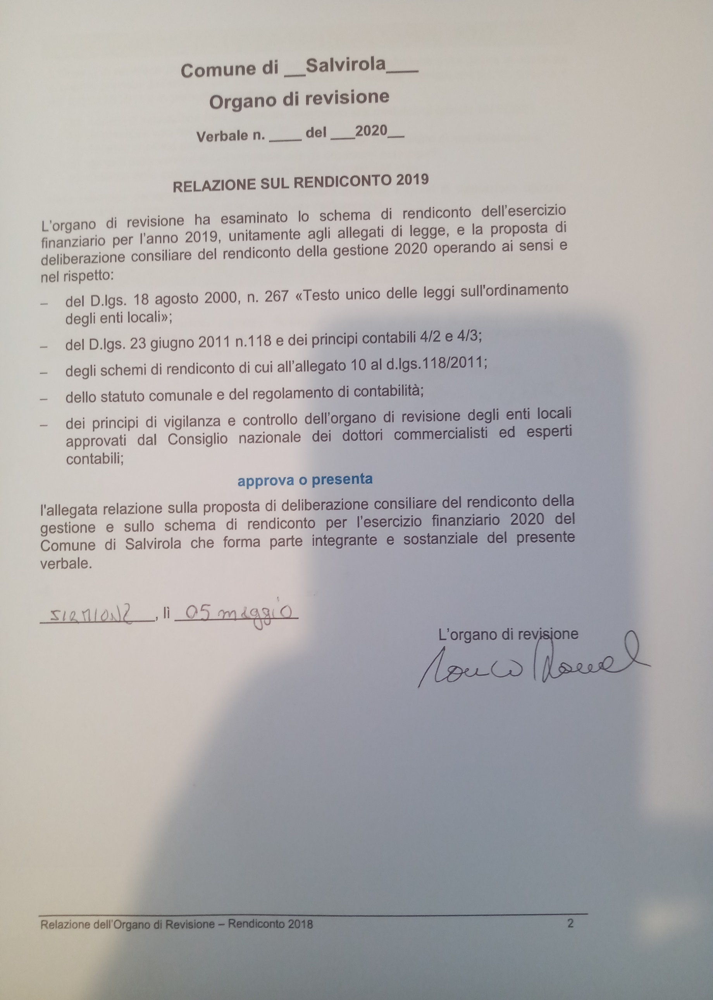 Comune di __Salvirola___
Organo di revisione
Verbale n. ____ del ___2020__
RELAZIONE SUL RENDICONTO 2019
L'organo di revisione ha esaminato lo schema di rendiconto dell'esercizio
finanziario per l'anno 2019, unitamente agli allegati di legge, e la proposta di
deliberazione consiliare del rendiconto della gestione 2020 operando ai sensi e
nel rispetto:
– del D.lgs. 18 agosto 2000, n. 267 «Testo unico delle leggi sull'ordinamento
degli enti locali»;
– del D.lgs. 23 giugno 2011 n.118 e dei principi contabili 4/2 e 4/3;
– degli schemi di rendiconto di cui all'allegato 10 al d.lgs.118/2011;
– dello statuto comunale e del regolamento di contabilità;
– dei principi di vigilanza e controllo dell'organo di revisione degli enti locali
approvati dal Consiglio nazionale dei dottori commercialisti ed esperti
contabili;
approva o presenta
l'allegata relazione sulla proposta di deliberazione consiliare del rendiconto della
gestione e sullo schema di rendiconto per l'esercizio finanziario 2020 del
Comune di Salvirola che forma parte integrante e sostanziale del presente
verbale.
SIRMIONE, lì 05 maggio
L'organo di revisione
Relazione dell'Organo di Revisione – Rendiconto 2018 2